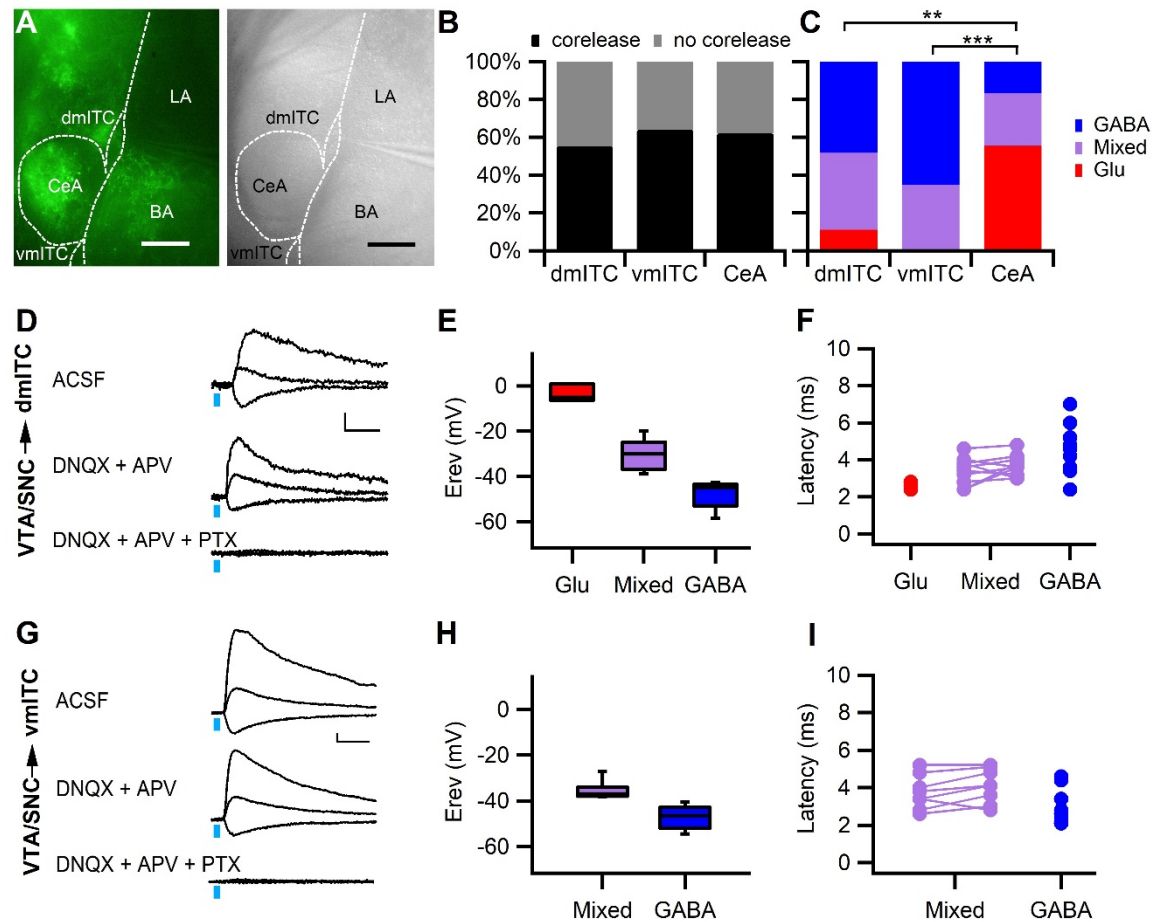 A
dmITC
LA
CeA
BA
vmITC
LA
dmITC
CeA
BA
vmITC
B
corelease no corelease
100%
80%
60%
40%
20%
0%
dmITC vmITC CeA
C
**
***
GABA
Mixed
Glu
dmITC vmITC CeA
D
VTA/SNC dmITC
ACSF
DNQX + APV
DNQX + APV + PTX
E
Erev (mV)
0
-20
-40
-60
Glu Mixed GABA
F
Latency (ms)
10
8
6
4
2
0
Glu Mixed GABA
G
VTA/SNC vmITC
ACSF
DNQX + APV
DNQX + APV + PTX
H
Erev (mV)
0
-20
-40
-60
Mixed GABA
I
Latency (ms)
10
8
6
4
2
0
Mixed GABA